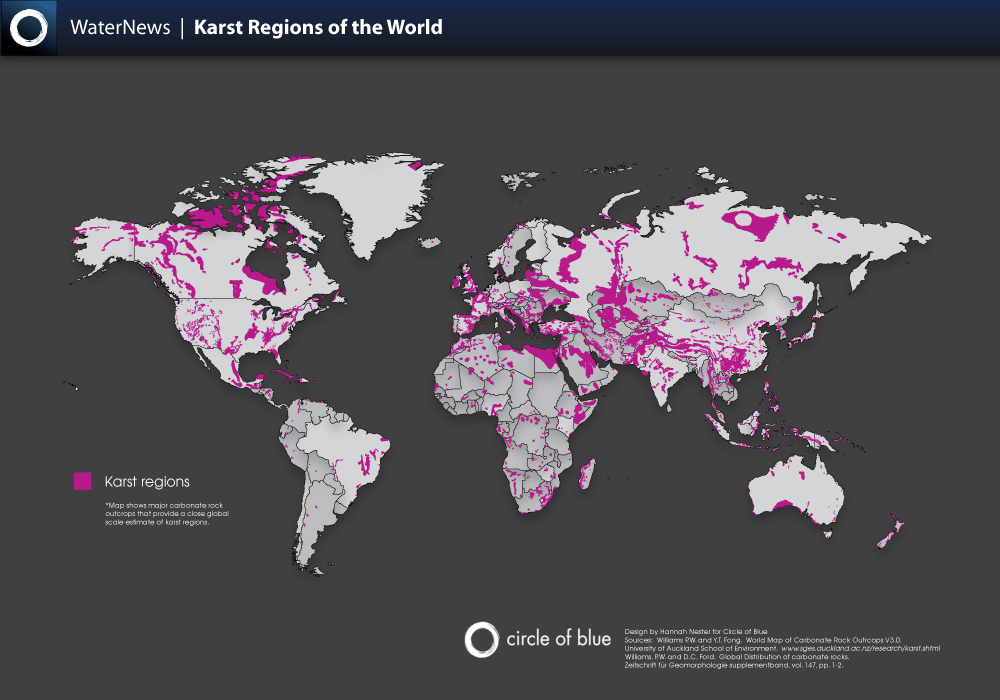 WaterNews | Karst Regions of the World
Karst regions
*Map shows major carbonate rock
outcrops that provide a close global
scale estimate of karst regions.
circle of blue
Design by Hannah Nester for Circle of Blue
Sources: Williams P.W. and Y.T. Fong. World Map of Carbonate Rock Outcrops V3.0.
University of Auckland School of Environment. www.sges.auckland.ac.nz/research/karst.shtml
Williams, P.W. and D.C. Ford. Global Distribution of carbonate rocks.
Zeitschrift für Geomorphologie supplementband, vol. 147, pp. 1-2.